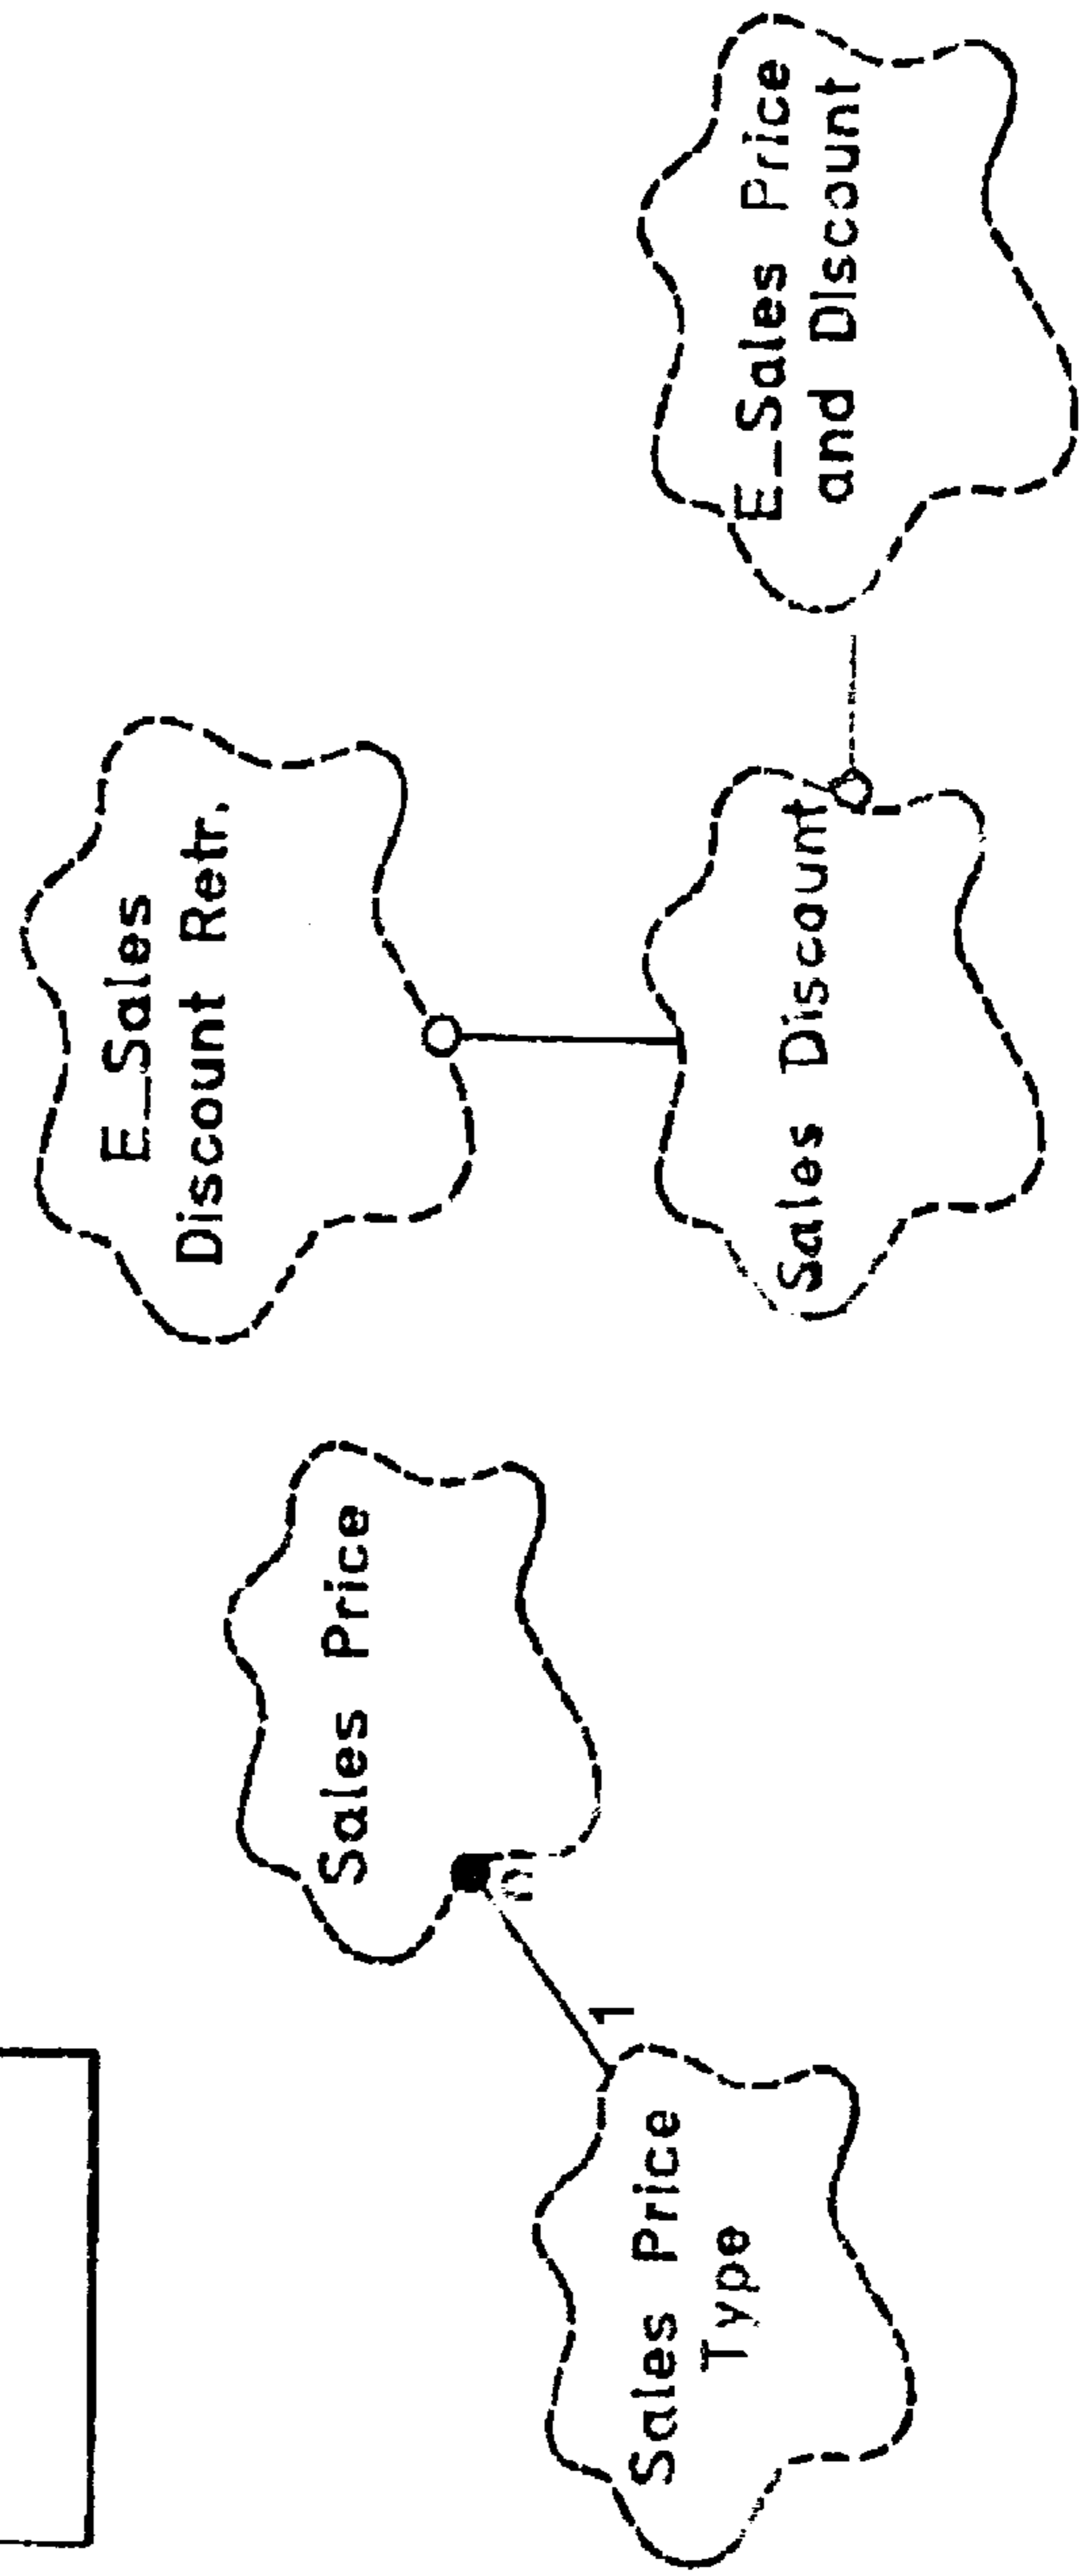 E_Sales
Discount Retr.
Sales Price
n
1
Sales Price
Type
Sales Discount
E_Sales Price
and Discount